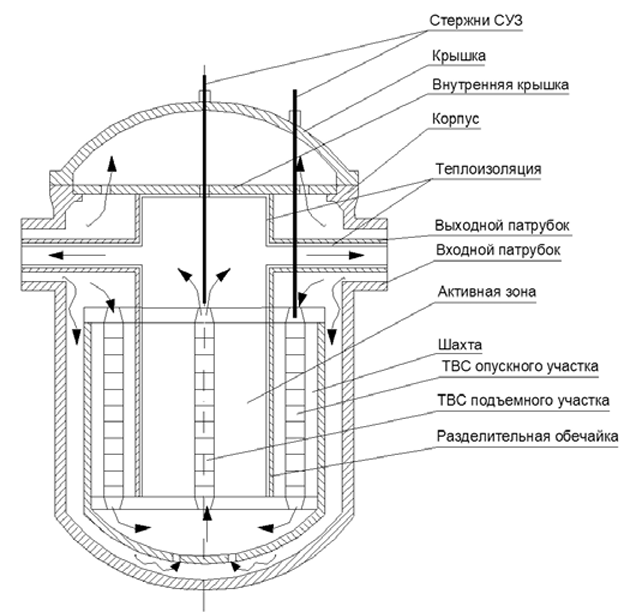 Стержни СУЗ
Крышка
Внутренняя крышка
Корпус
Теплоизоляция
Выходной патрубок
Входной патрубок
Активная зона
Шахта
ТВС опускного участка
ТВС подъемного участка
Разделительная обечайка